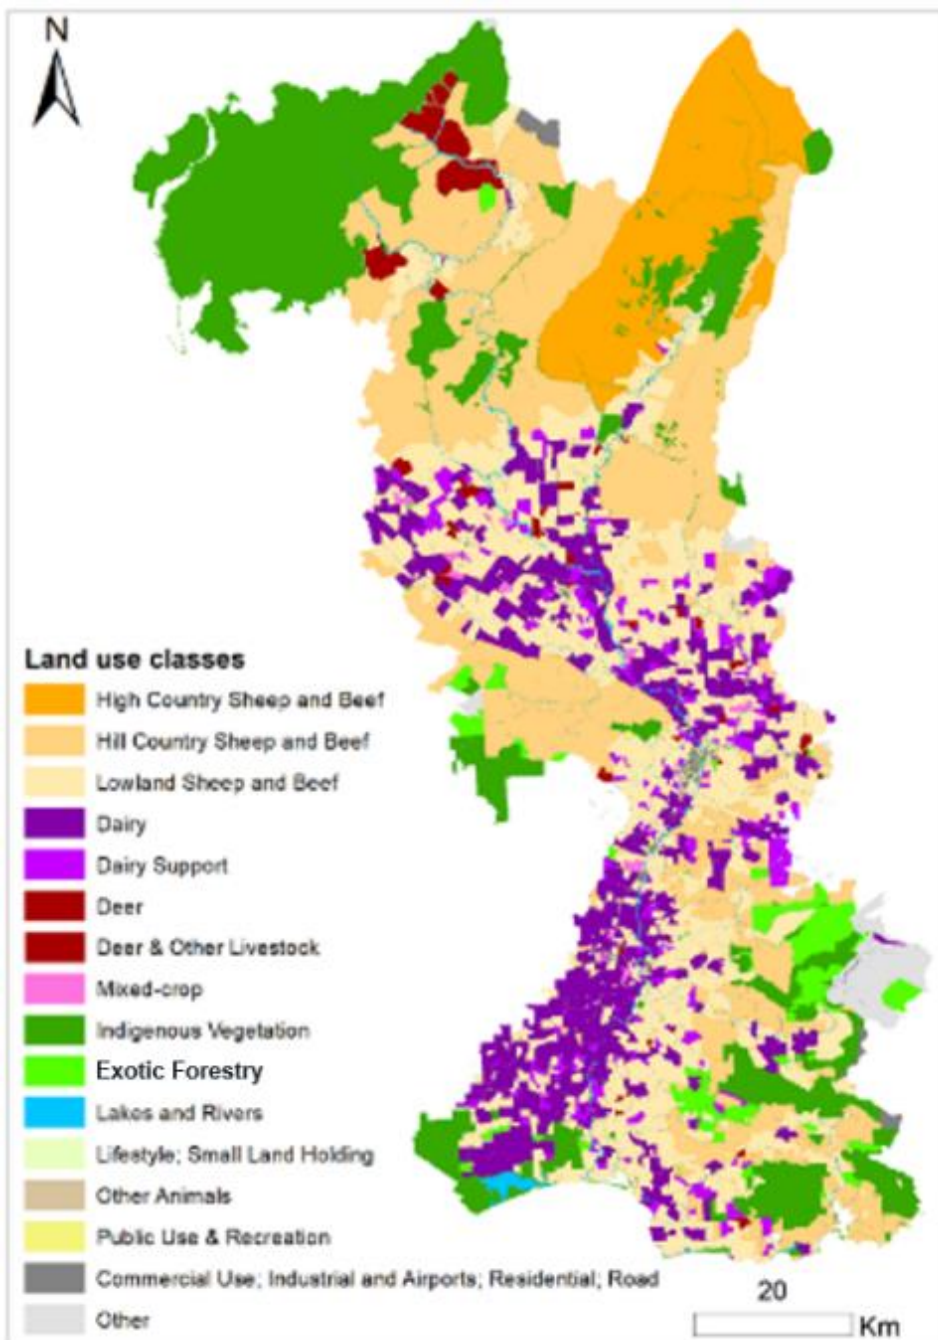 N
Land use classes
High Country Sheep and Beef
Hill Country Sheep and Beef
Lowland Sheep and Beef
Dairy
Dairy Support
Deer
Deer & Other Livestock
Mixed-crop
Indigenous Vegetation
Exotic Forestry
Lakes and Rivers
Lifestyle; Small Land Holding
Other Animals
Public Use & Recreation
Commercial Use; Industrial and Airports; Residential; Road
Other
20
Km